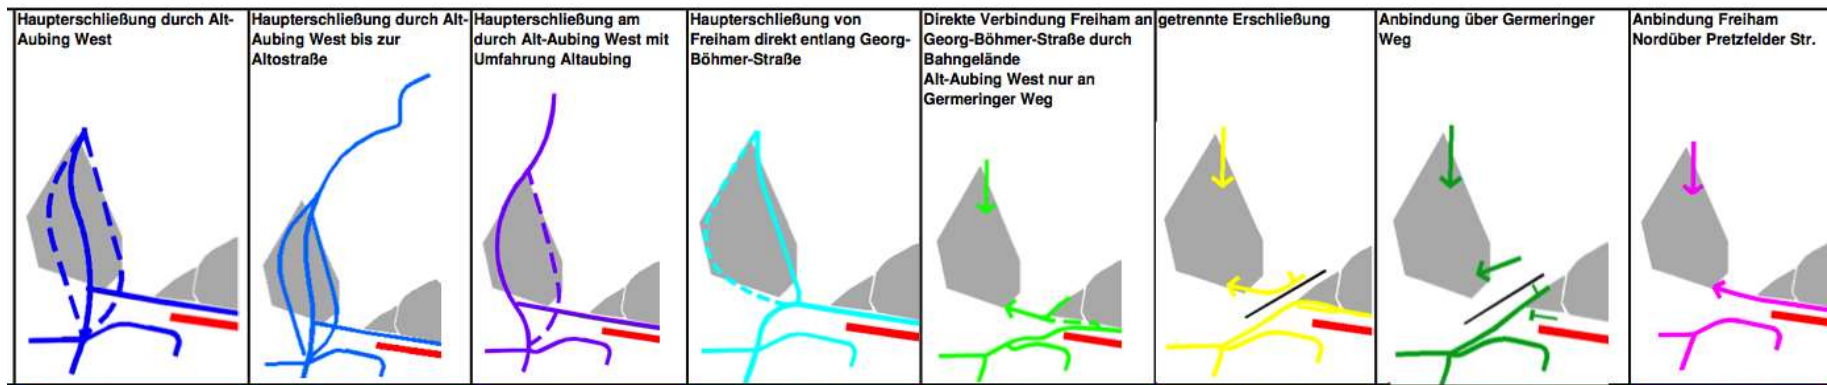 Haupterschließung durch Alt-
Aubing West
Haupterschließung durch Alt-
Aubing West bis zur
Altostraße
Haupterschließung am
durch Alt-Aubing West mit
Umfahrung Altaubing
Haupterschließung von
Freiham direkt entlang Georg-
Böhmer-Straße
Direkte Verbindung Freiham an
Georg-Böhmer-Straße durch
Bahngelände
Alt-Aubing West nur an
Germeringer Weg
getrennte Erschließung
Anbindung über Germeringer
Weg
Anbindung Freiham
Nordüber Pretzfelder Str.